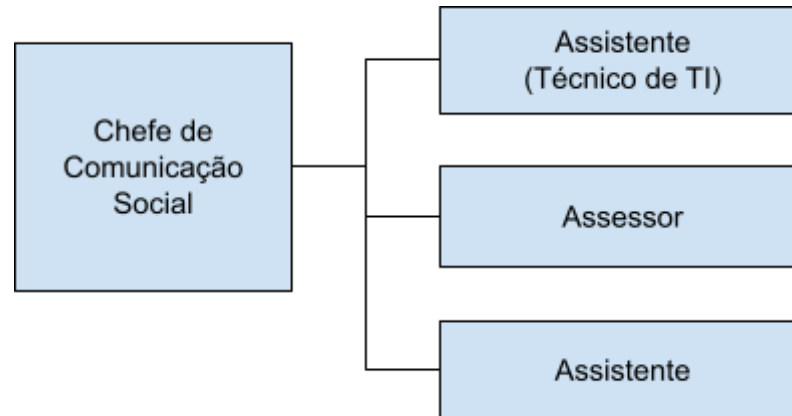 Chefe de
Comunicação
Social
Assistente
(Técnico de TI)
Assessor
Assistente